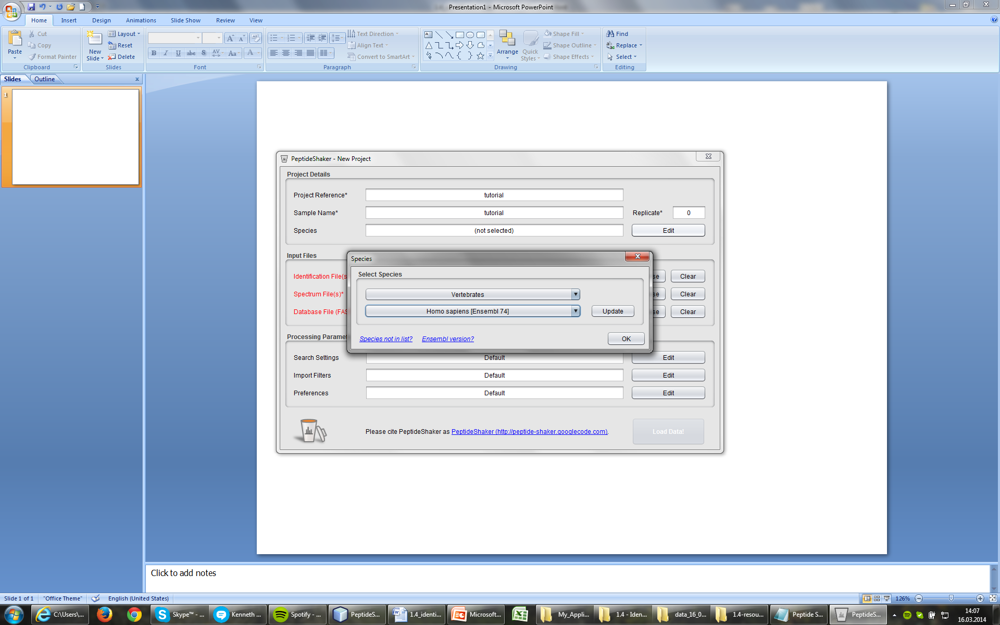 Presentation1 - Microsoft PowerPoint
Home Insert Design Animations Slide Show Review View
Paste
Cut
Copy
Format Painter
Clipboard
New Slide
Layout
Reset
Delete
Slides
B I U abc S AV Aa A
Font
Text Direction
Align Text
Convert to SmartArt
Paragraph
Arrange
Quick Styles
Shape Fill
Shape Outline
Shape Effects
Drawing
Find
Replace
Select
Editing
Slides Outline x
1
PeptideShaker - New Project
Project Details
Project Reference* tutorial
Sample Name* tutorial Replicate* 0
Species (not selected) Edit
Input Files
Identification File(s
Clear
Spectrum File(s)*
Clear
Database File (FAS
Clear
Species
Select Species
Vertebrates
Homo sapiens [Ensembl 74] Update
Species not in list? Ensembl version? OK
Processing Parame
Search Settings Default Edit
Import Filters Default Edit
Preferences Default Edit
Please cite PeptideShaker as PeptideShaker (http://peptide-shaker.googlecode.com).
Load Data!
Click to add notes
Slide 1 of 1 "Office Theme" English (United States) 126%
C:\Users\... Skype™ - ... Kenneth ... Spotify - ... PeptideS... 1.4_identi... Microsoft... My_Appli... 1.4 - Iden... data_16_0... 1.4-resou... Peptide S... PeptideS...
14:07
16.03.2014